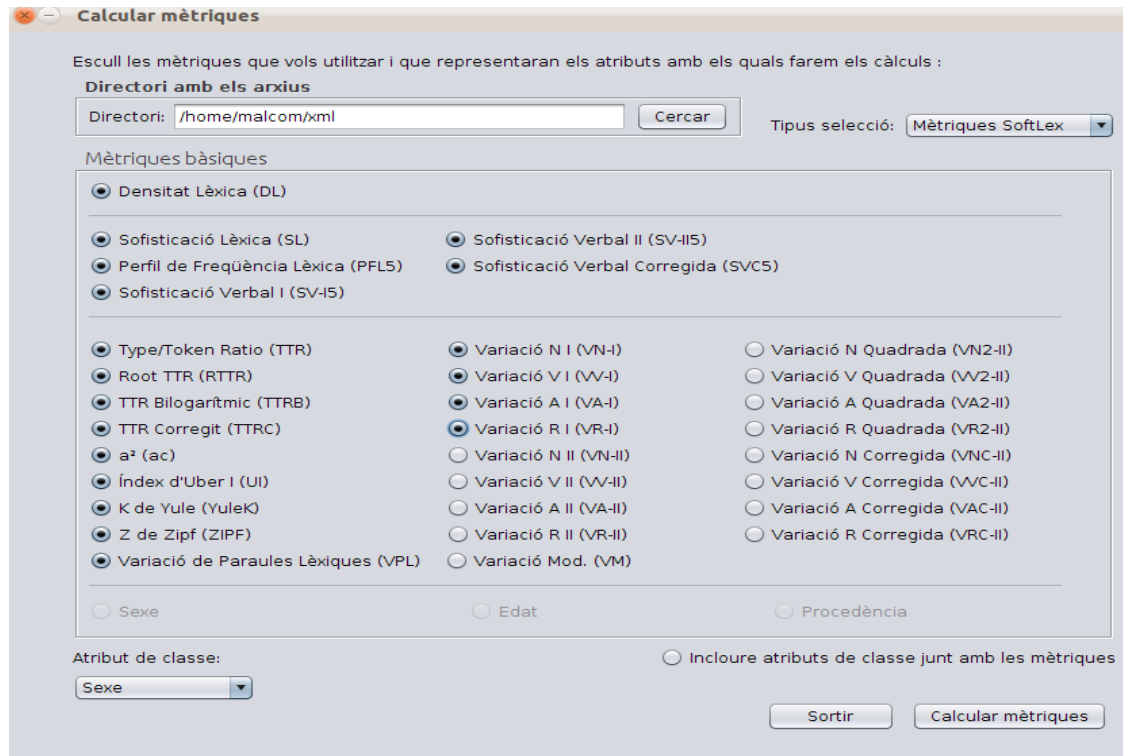 Calcular mètriques
Escull les mètriques que vols utilitzar i que representaran els atributs amb els quals farem els càlculs :
Directori amb els arxius
Directori: /home/malcom/xml Cercar
Tipus selecció: Mètriques SoftLex
Mètriques bàsiques
Densitat Lèxica (DL)
Sofisticació Lèxica (SL) Sofisticació Verbal II (SV-II5)
Perfil de Freqüència Lèxica (PFL5) Sofisticació Verbal Corregida (SVC5)
Sofisticació Verbal I (SV-I5)
Type/Token Ratio (TTR) Variació N I (VN-I) Variació N Quadrada (VN2-II)
Root TTR (RTTR) Variació V I (VV-I) Variació V Quadrada (VV2-II)
TTR Bilogarítmic (TTRB) Variació A I (VA-I) Variació A Quadrada (VA2-II)
TTR Corregit (TTRC) Variació R I (VR-I) Variació R Quadrada (VR2-II)
a² (ac) Variació N II (VN-II) Variació N Corregida (VNC-II)
Índex d'Uber I (UI) Variació V II (VV-II) Variació V Corregida (VVC-II)
K de Yule (YuleK) Variació A II (VA-II) Variació A Corregida (VAC-II)
Z de Zipf (ZIPF) Variació R II (VR-II) Variació R Corregida (VRC-II)
Variació de Paraules Lèxiques (VPL) Variació Mod. (VM)
Sexe Edat Procedència
Atribut de classe: Incloure atributs de classe junt amb les mètriques
Sexe
Sortir Calcular mètriques